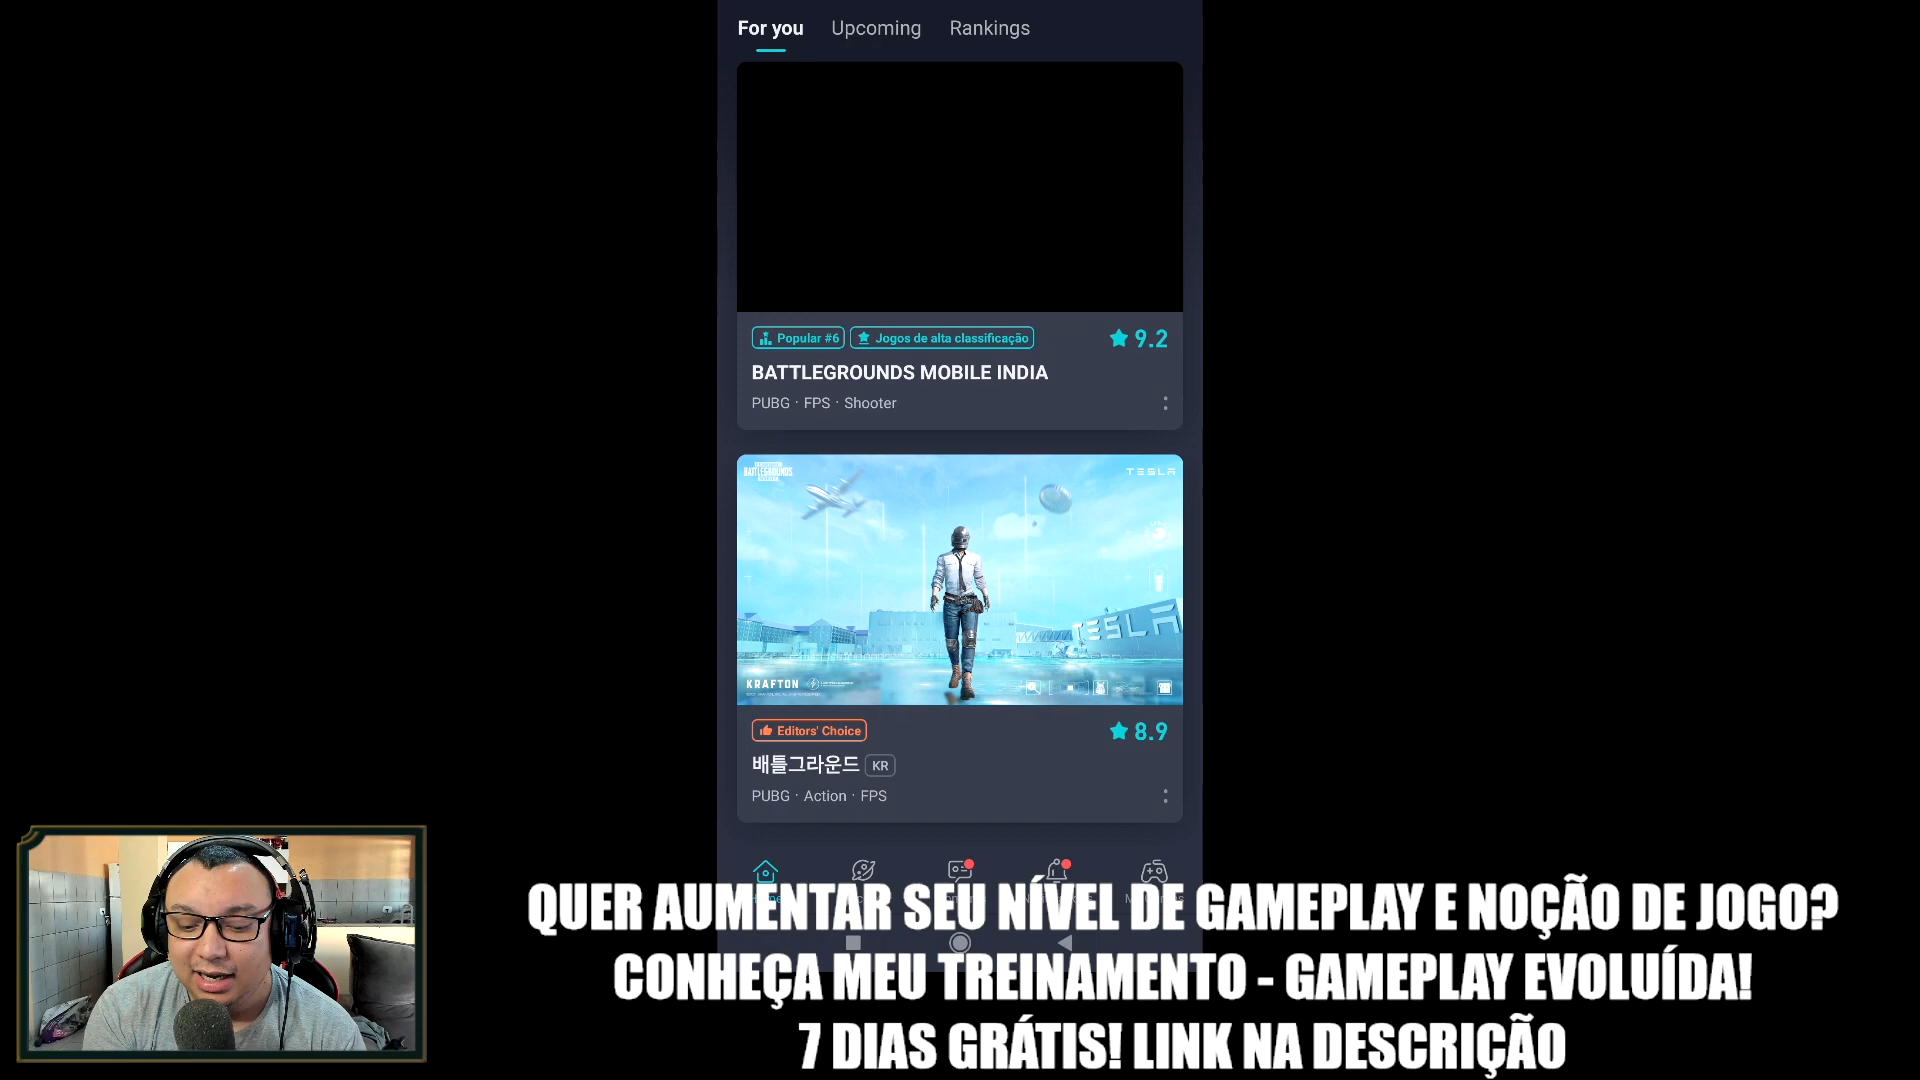 For you Upcoming Rankings
Popular #6 Jogos de alta classificação 9.2
BATTLEGROUNDS MOBILE INDIA
PUBG · FPS · Shooter
BATTLEGROUNDS
TESLA
TESLA
KRAFTON
Editors' Choice 8.9
배틀그라운드 KR
PUBG · Action · FPS
QUER AUMENTAR SEU NÍVEL DE GAMEPLAY E NOÇÃO DE JOGO?
CONHEÇA MEU TREINAMENTO - GAMEPLAY EVOLUÍDA!
7 DIAS GRÁTIS! LINK NA DESCRIÇÃO